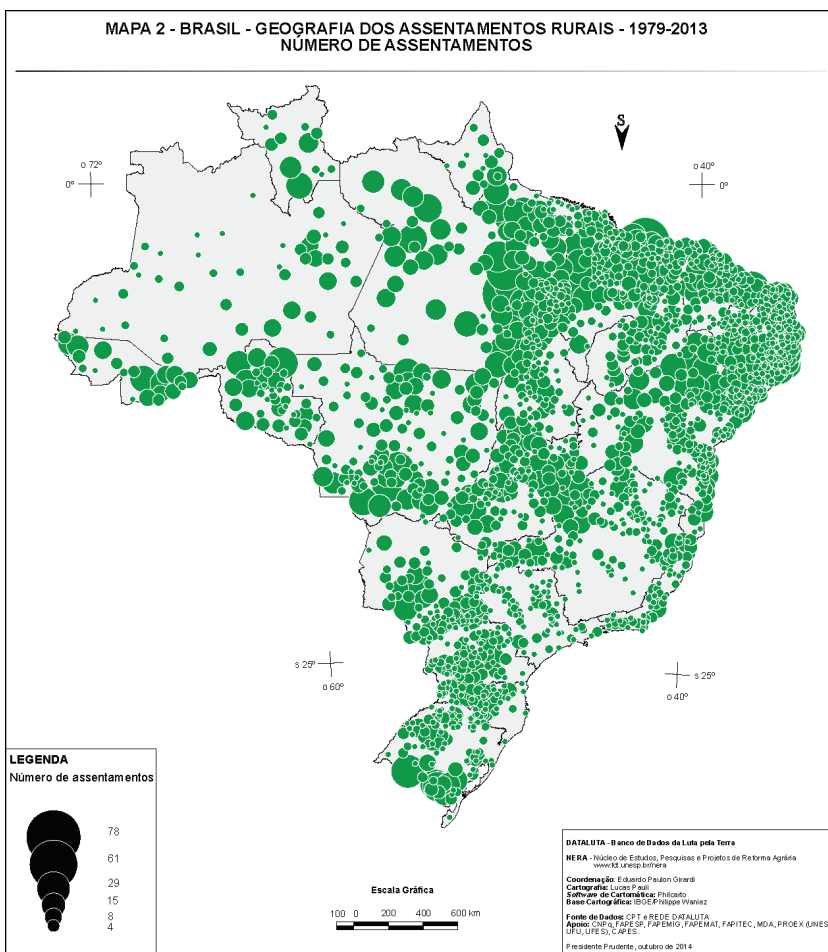 MAPA 2 - BRASIL - GEOGRAFIA DOS ASSENTAMENTOS RURAIS - 1979-2013
NÚMERO DE ASSENTAMENTOS
S
o 72º
0º
o 40º
0º
s 25º
o 60º
s 25º
o 40º
LEGENDA
Número de assentamentos
78
61
29
15
8
4
Escala Gráfica
100 0 200 400 600 km
DATALUTA - Banco de Dados da Luta pela Terra
NERA - Núcleo de Estudos, Pesquisas e Projetos de Reforma Agrária
www.fct.unesp.br/nera
Coordenação: Eduardo Paulon Girardi
Cartografia: Lucas Pauli
Software de Cartomática: Philcarto
Base Cartográfica: IBGE/Philippe Waniez
Fonte de Dados: CPT e REDE DATALUTA
Apoio: CNPq, FAPESP, FAPEMIG, FAPEMAT, FAPITEC, MDA, PROEX (UNES
UFU, UFES), CAPES.
Presidente Prudente, outubro de 2014